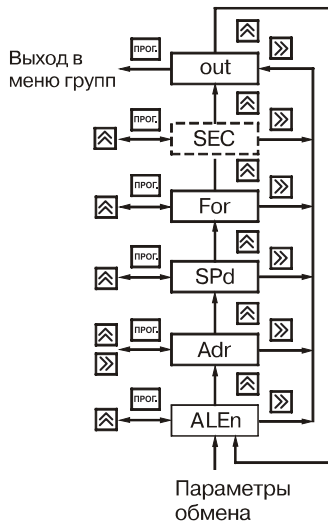 ПРОГ.
Выход в
меню групп
out
ПРОГ.
SEC
ПРОГ.
For
ПРОГ.
SPd
ПРОГ.
Adr
ПРОГ.
ALEn
Параметры
обмена